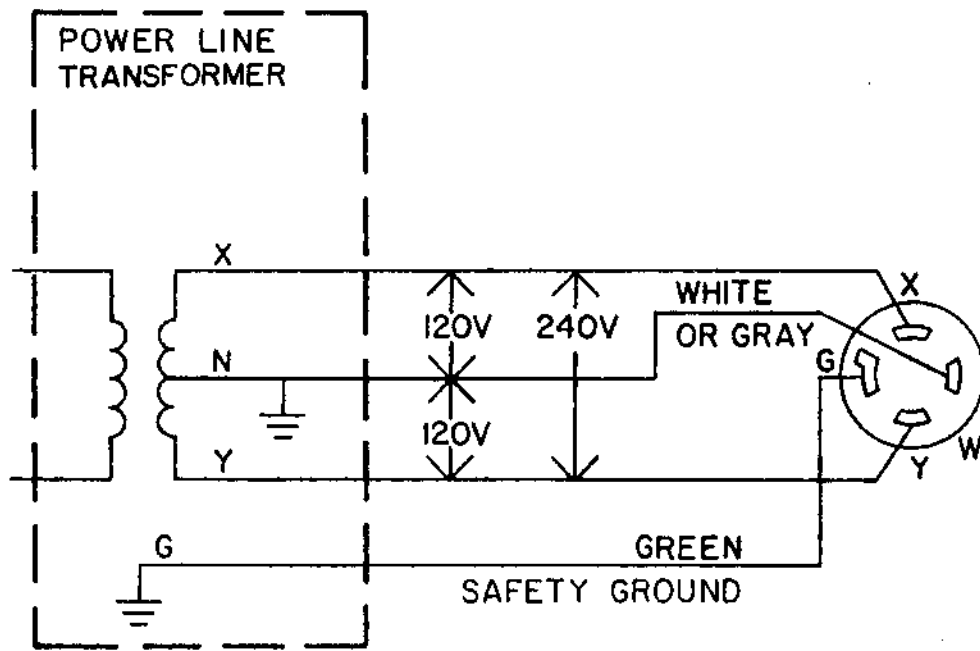 POWER LINE
TRANSFORMER
X
120V
240V
WHITE
OR GRAY
X
N
G
120V
Y
Y
W
G
GREEN
SAFETY GROUND